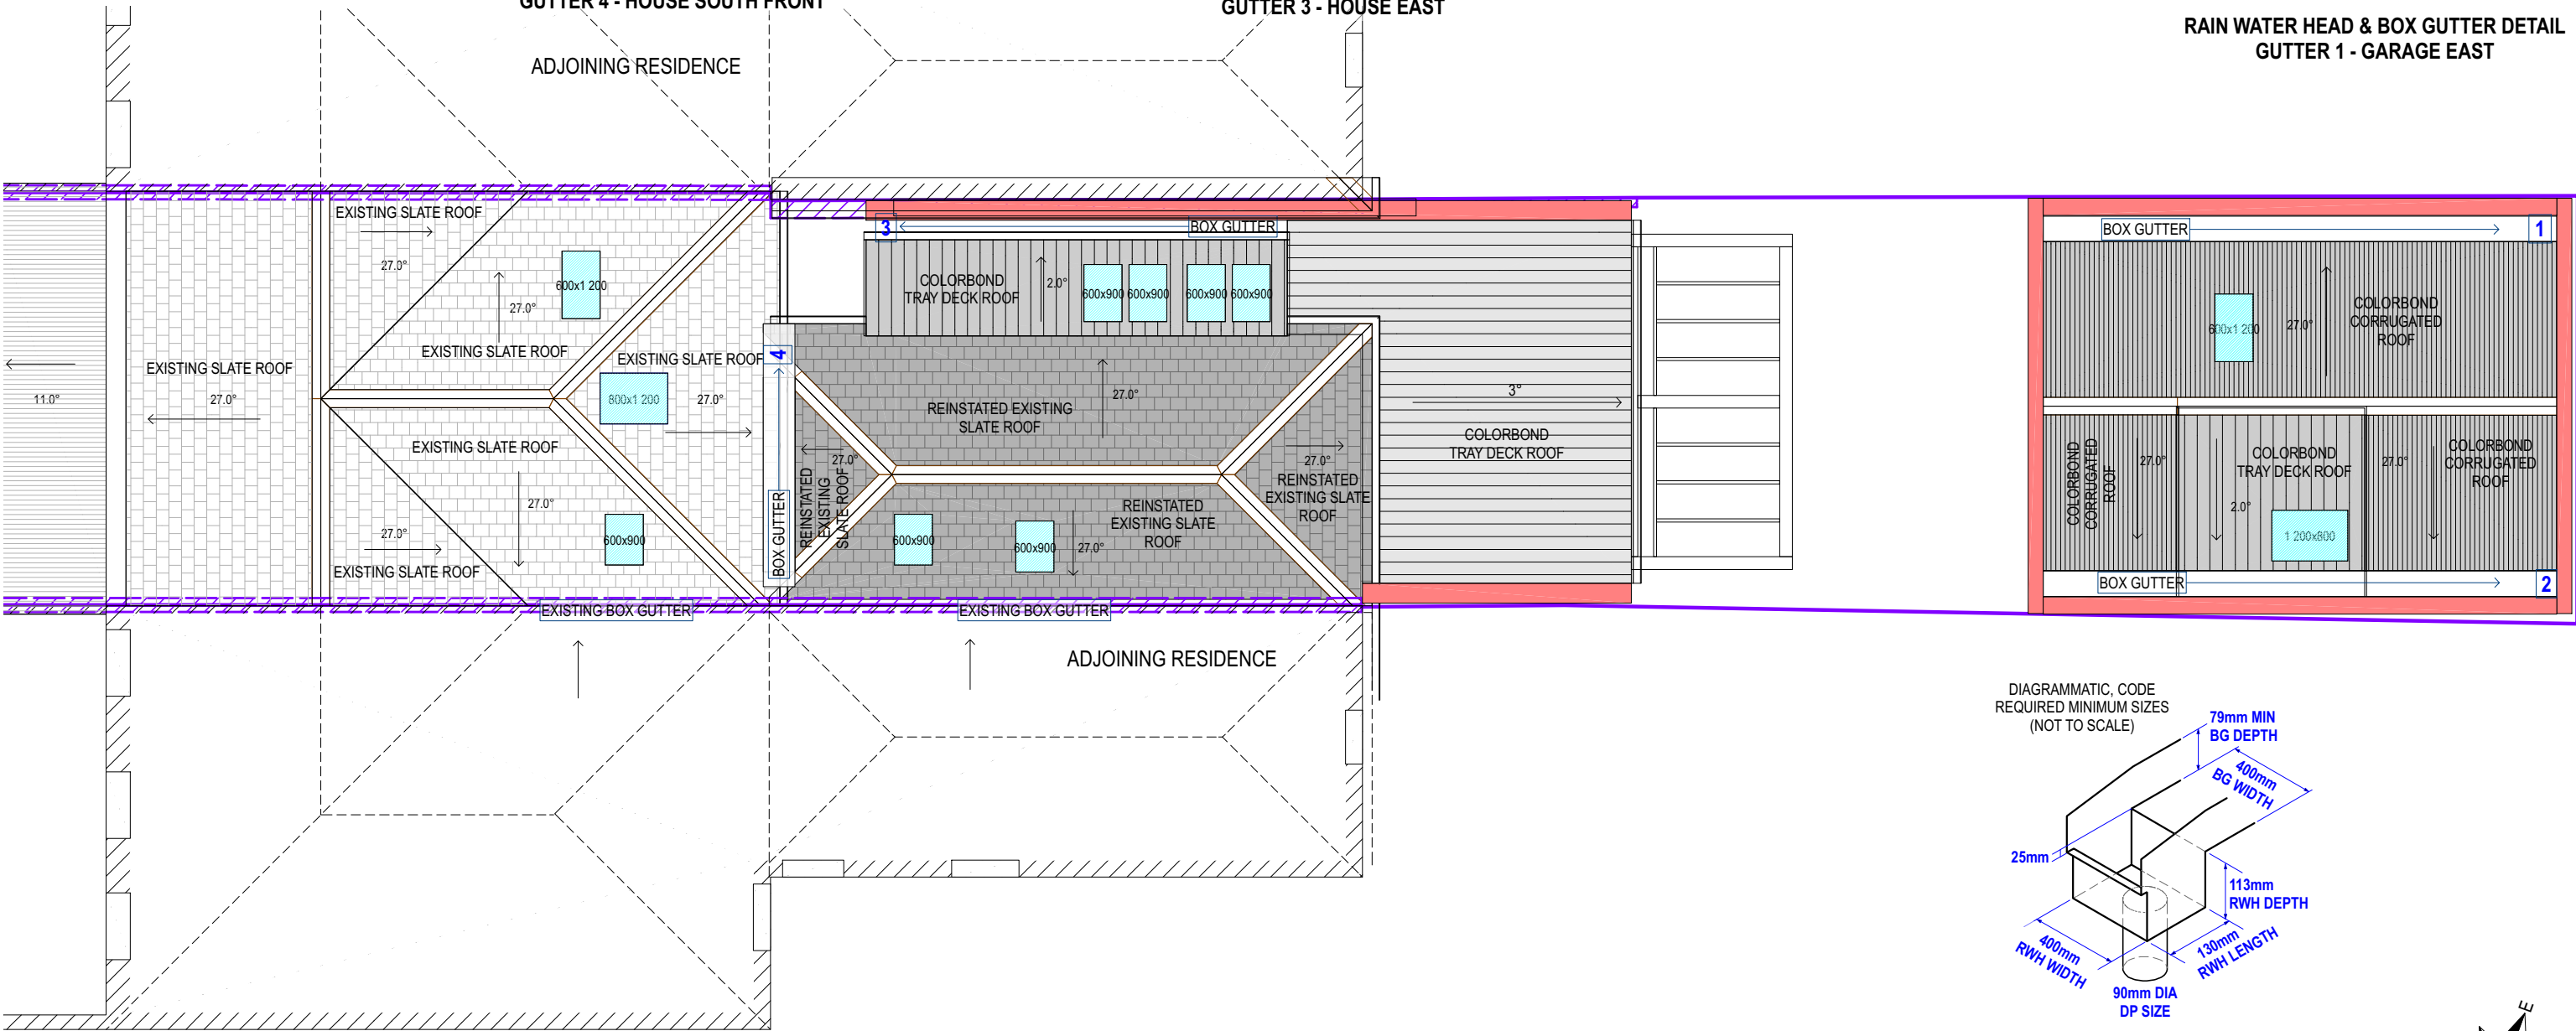 GUTTER 4 - HOUSE SOUTH FRONT
GUTTER 3 - HOUSE EAST
RAIN WATER HEAD & BOX GUTTER DETAIL
GUTTER 1 - GARAGE EAST
ADJOINING RESIDENCE
EXISTING SLATE ROOF
27.0°
600x1 200
27.0°
EXISTING SLATE ROOF
EXISTING SLATE ROOF
27.0°
11.0°
EXISTING SLATE ROOF
800x1 200
27.0°
EXISTING SLATE ROOF
27.0°
27.0°
EXISTING SLATE ROOF
600x900
EXISTING BOX GUTTER
4
BOX GUTTER
3
BOX GUTTER
COLORBOND
TRAY DECK ROOF
2.0°
600x900
600x900
600x900
600x900
REINSTATED EXISTING
SLATE ROOF
27.0°
27.0°
REINSTATED
EXISTING
SLATE ROOF
27.0°
REINSTATED
EXISTING SLATE
ROOF
REINSTATED
EXISTING SLATE
ROOF
600x900
600x900
27.0°
EXISTING BOX GUTTER
3°
COLORBOND
TRAY DECK ROOF
BOX GUTTER
1
600x1 200
27.0°
COLORBOND
CORRUGATED
ROOF
COLORBOND
CORRUGATED
ROOF
27.0°
COLORBOND
TRAY DECK ROOF
2.0°
1 200x800
27.0°
COLORBOND
CORRUGATED
ROOF
BOX GUTTER
2
ADJOINING RESIDENCE
DIAGRAMMATIC, CODE
REQUIRED MINIMUM SIZES
(NOT TO SCALE)
79mm MIN
BG DEPTH
400mm
BG WIDTH
25mm
113mm
RWH DEPTH
400mm
RWH WIDTH
130mm
RWH LENGTH
90mm DIA
DP SIZE
E